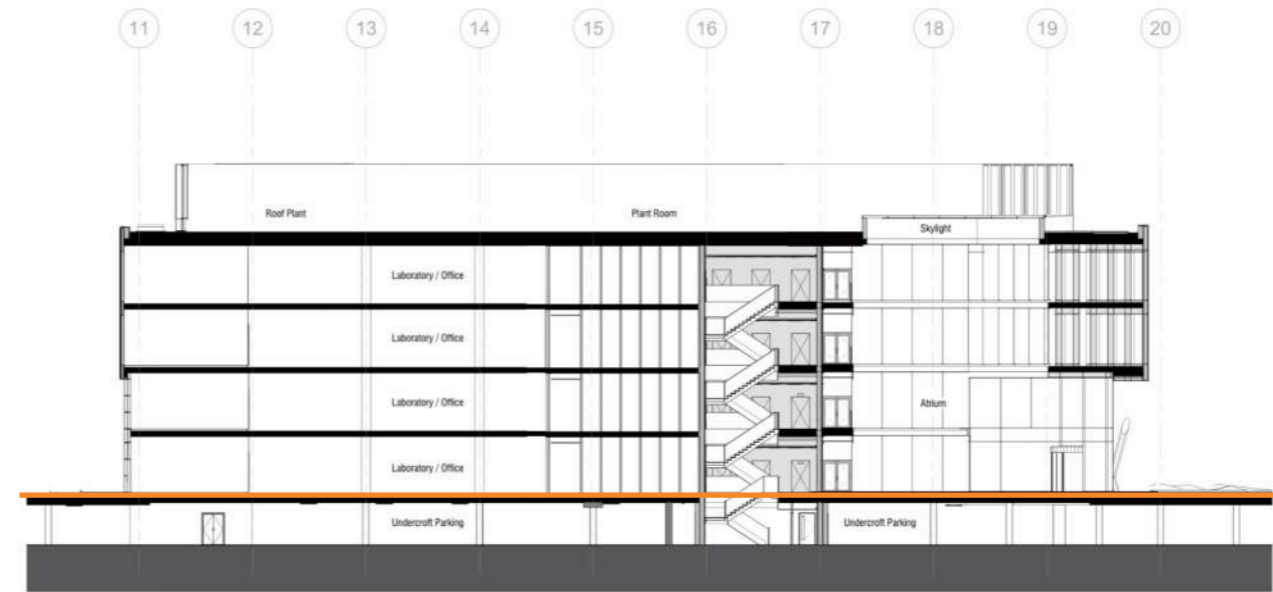 11 12 13 14 15 16 17 18 19 20
Roof Plant Plant Room
Skylight
Laboratory / Office
Laboratory / Office
Laboratory / Office Atrium
Laboratory / Office
Undercroft Parking Undercroft Parking